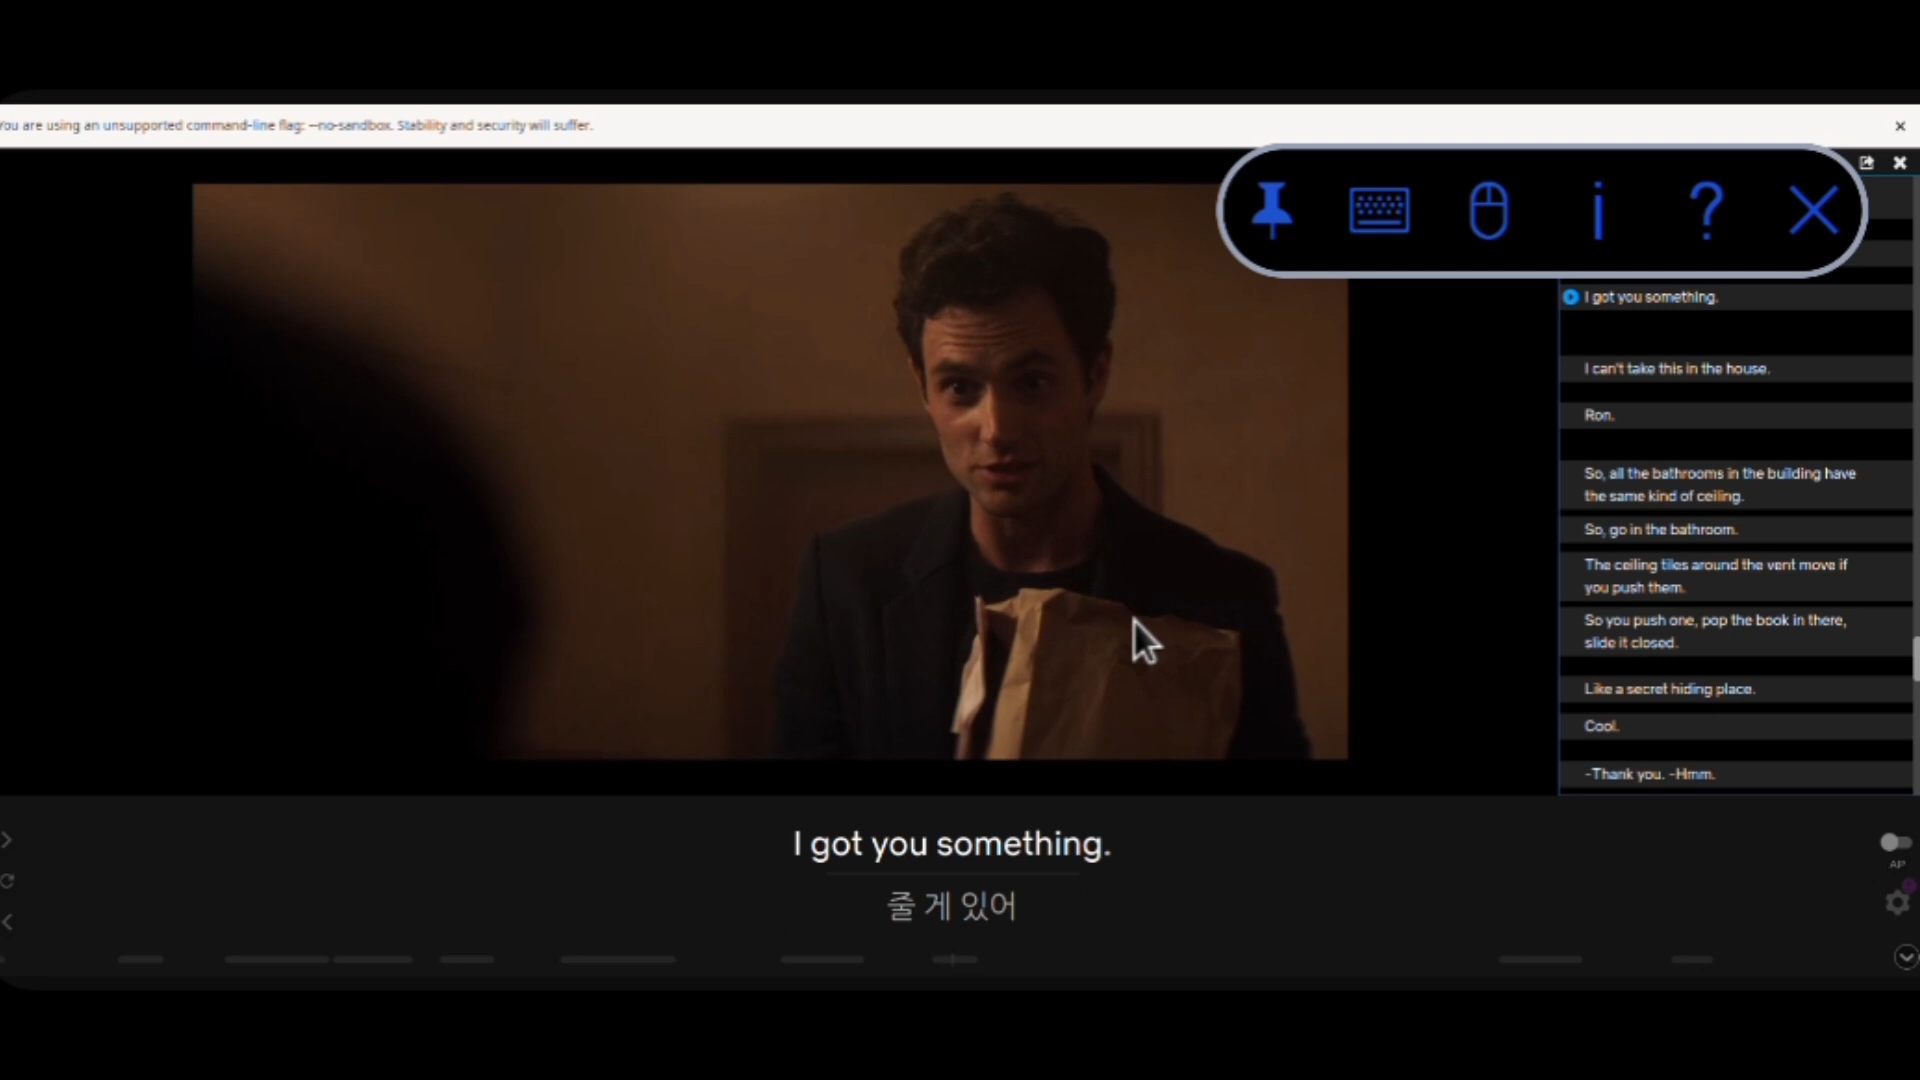 You are using an unsupported command-line flag: --no-sandbox. Stability and security will suffer.
I got you something.
I can't take this in the house.
Ron.
So, all the bathrooms in the building have
the same kind of ceiling.
So, go in the bathroom.
The ceiling tiles around the vent move if
you push them.
So you push one, pop the book in there,
slide it closed.
Like a secret hiding place.
Cool.
-Thank you. -Hmm.
I got you something.
줄 게 있어
AP